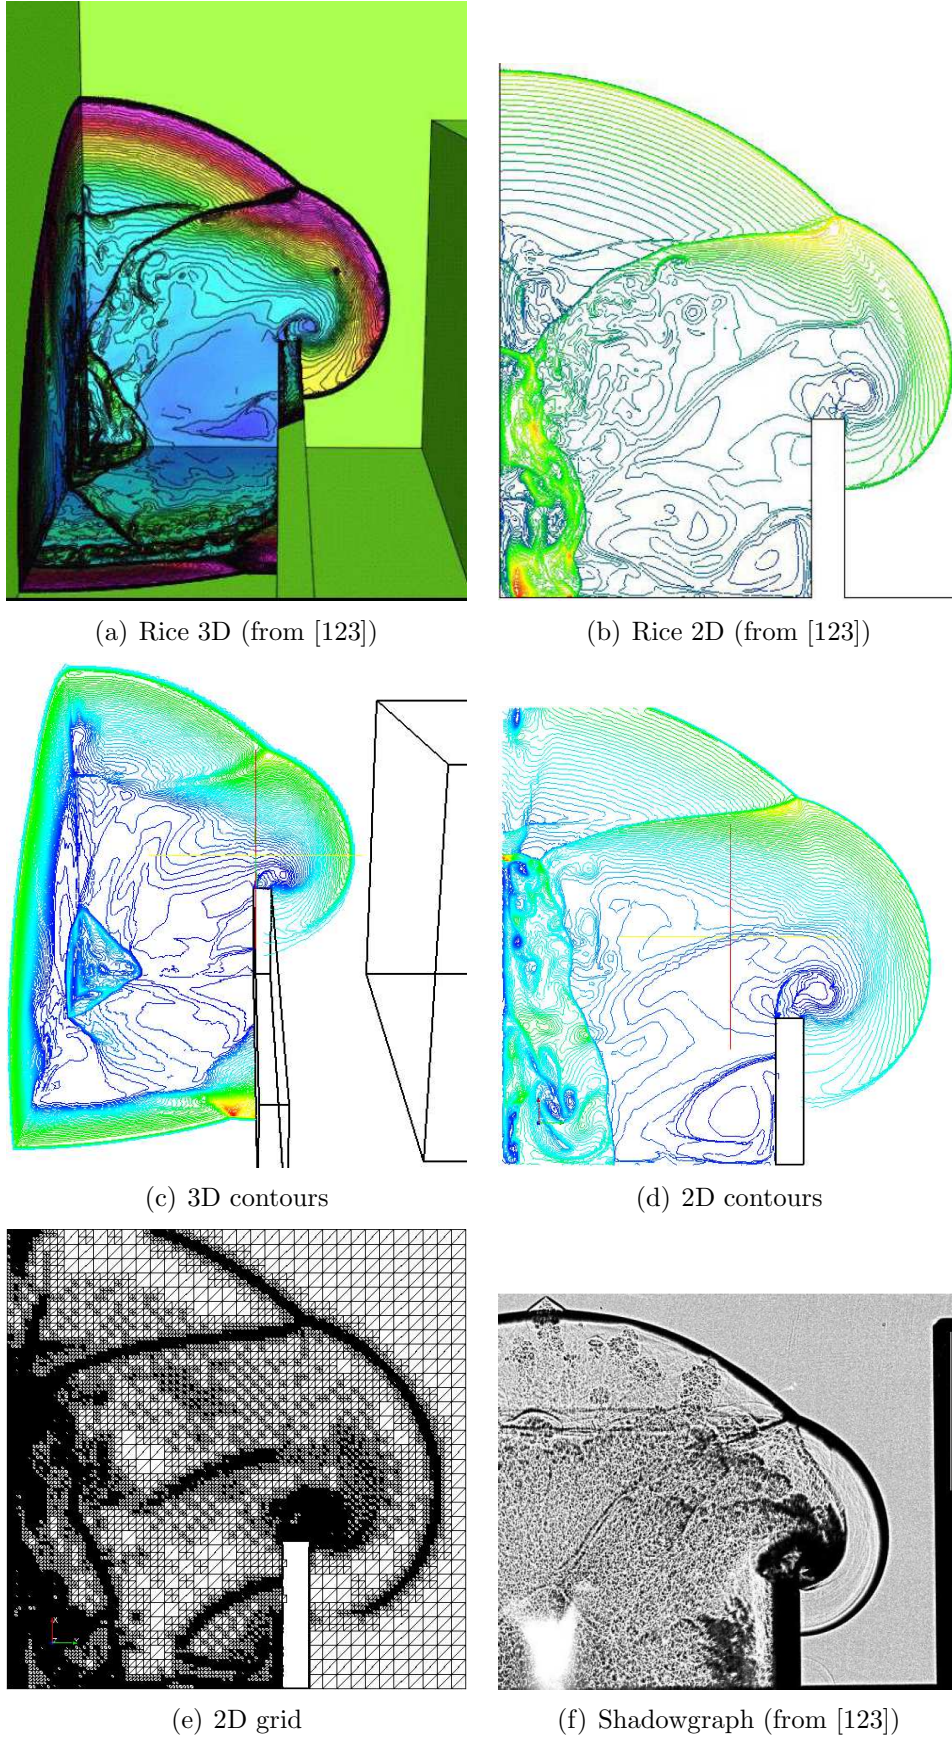 (a) Rice 3D (from [123])
(b) Rice 2D (from [123])
(c) 3D contours
(d) 2D contours
(e) 2D grid
(f) Shadowgraph (from [123])